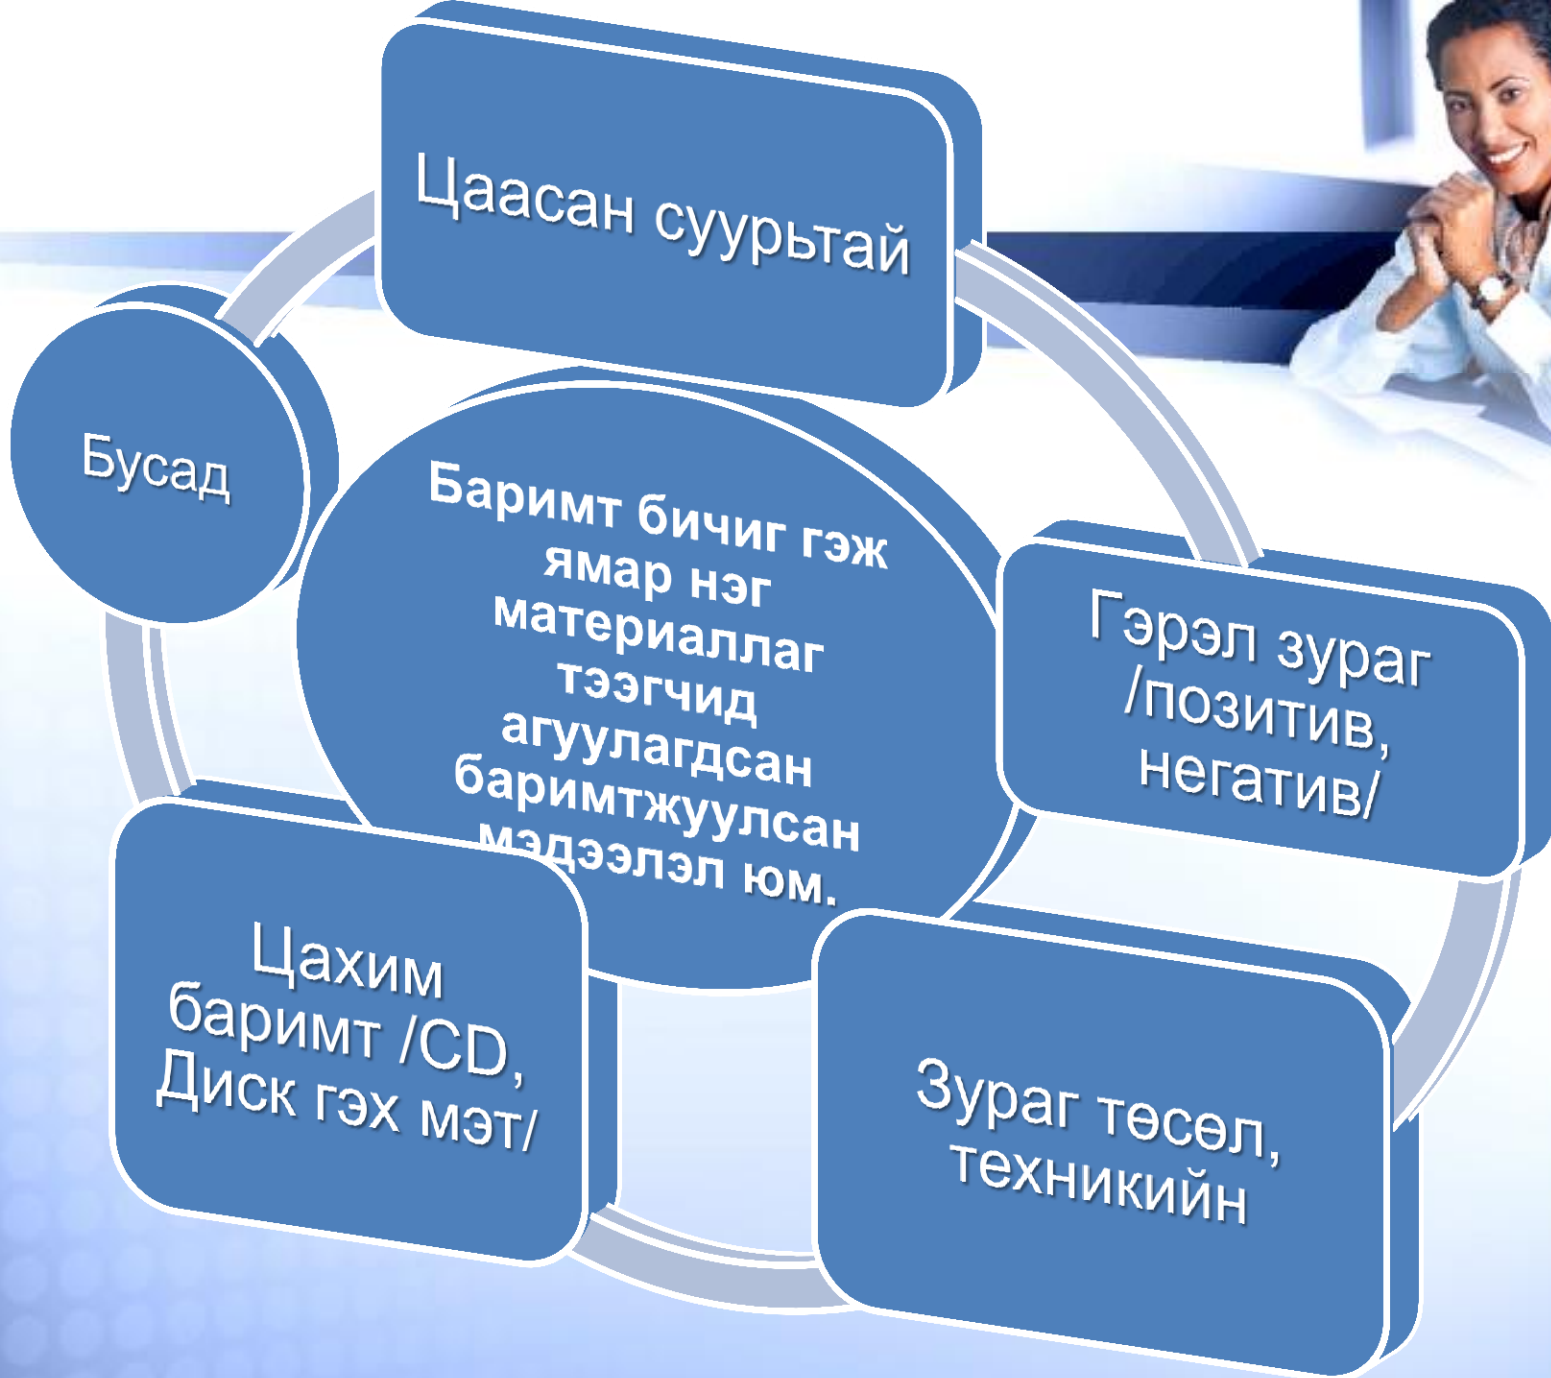 Цаасан суурьтай
Бусад
Баримт бичиг гэж
ямар нэг
материаллаг
тээгчид
агуулагдсан
баримтжуулсан
мэдээлэл юм.
Гэрэл зураг
/позитив,
негатив/
Цахим
баримт /CD,
Диск гэх мэт/
Зураг төсөл,
техникийн